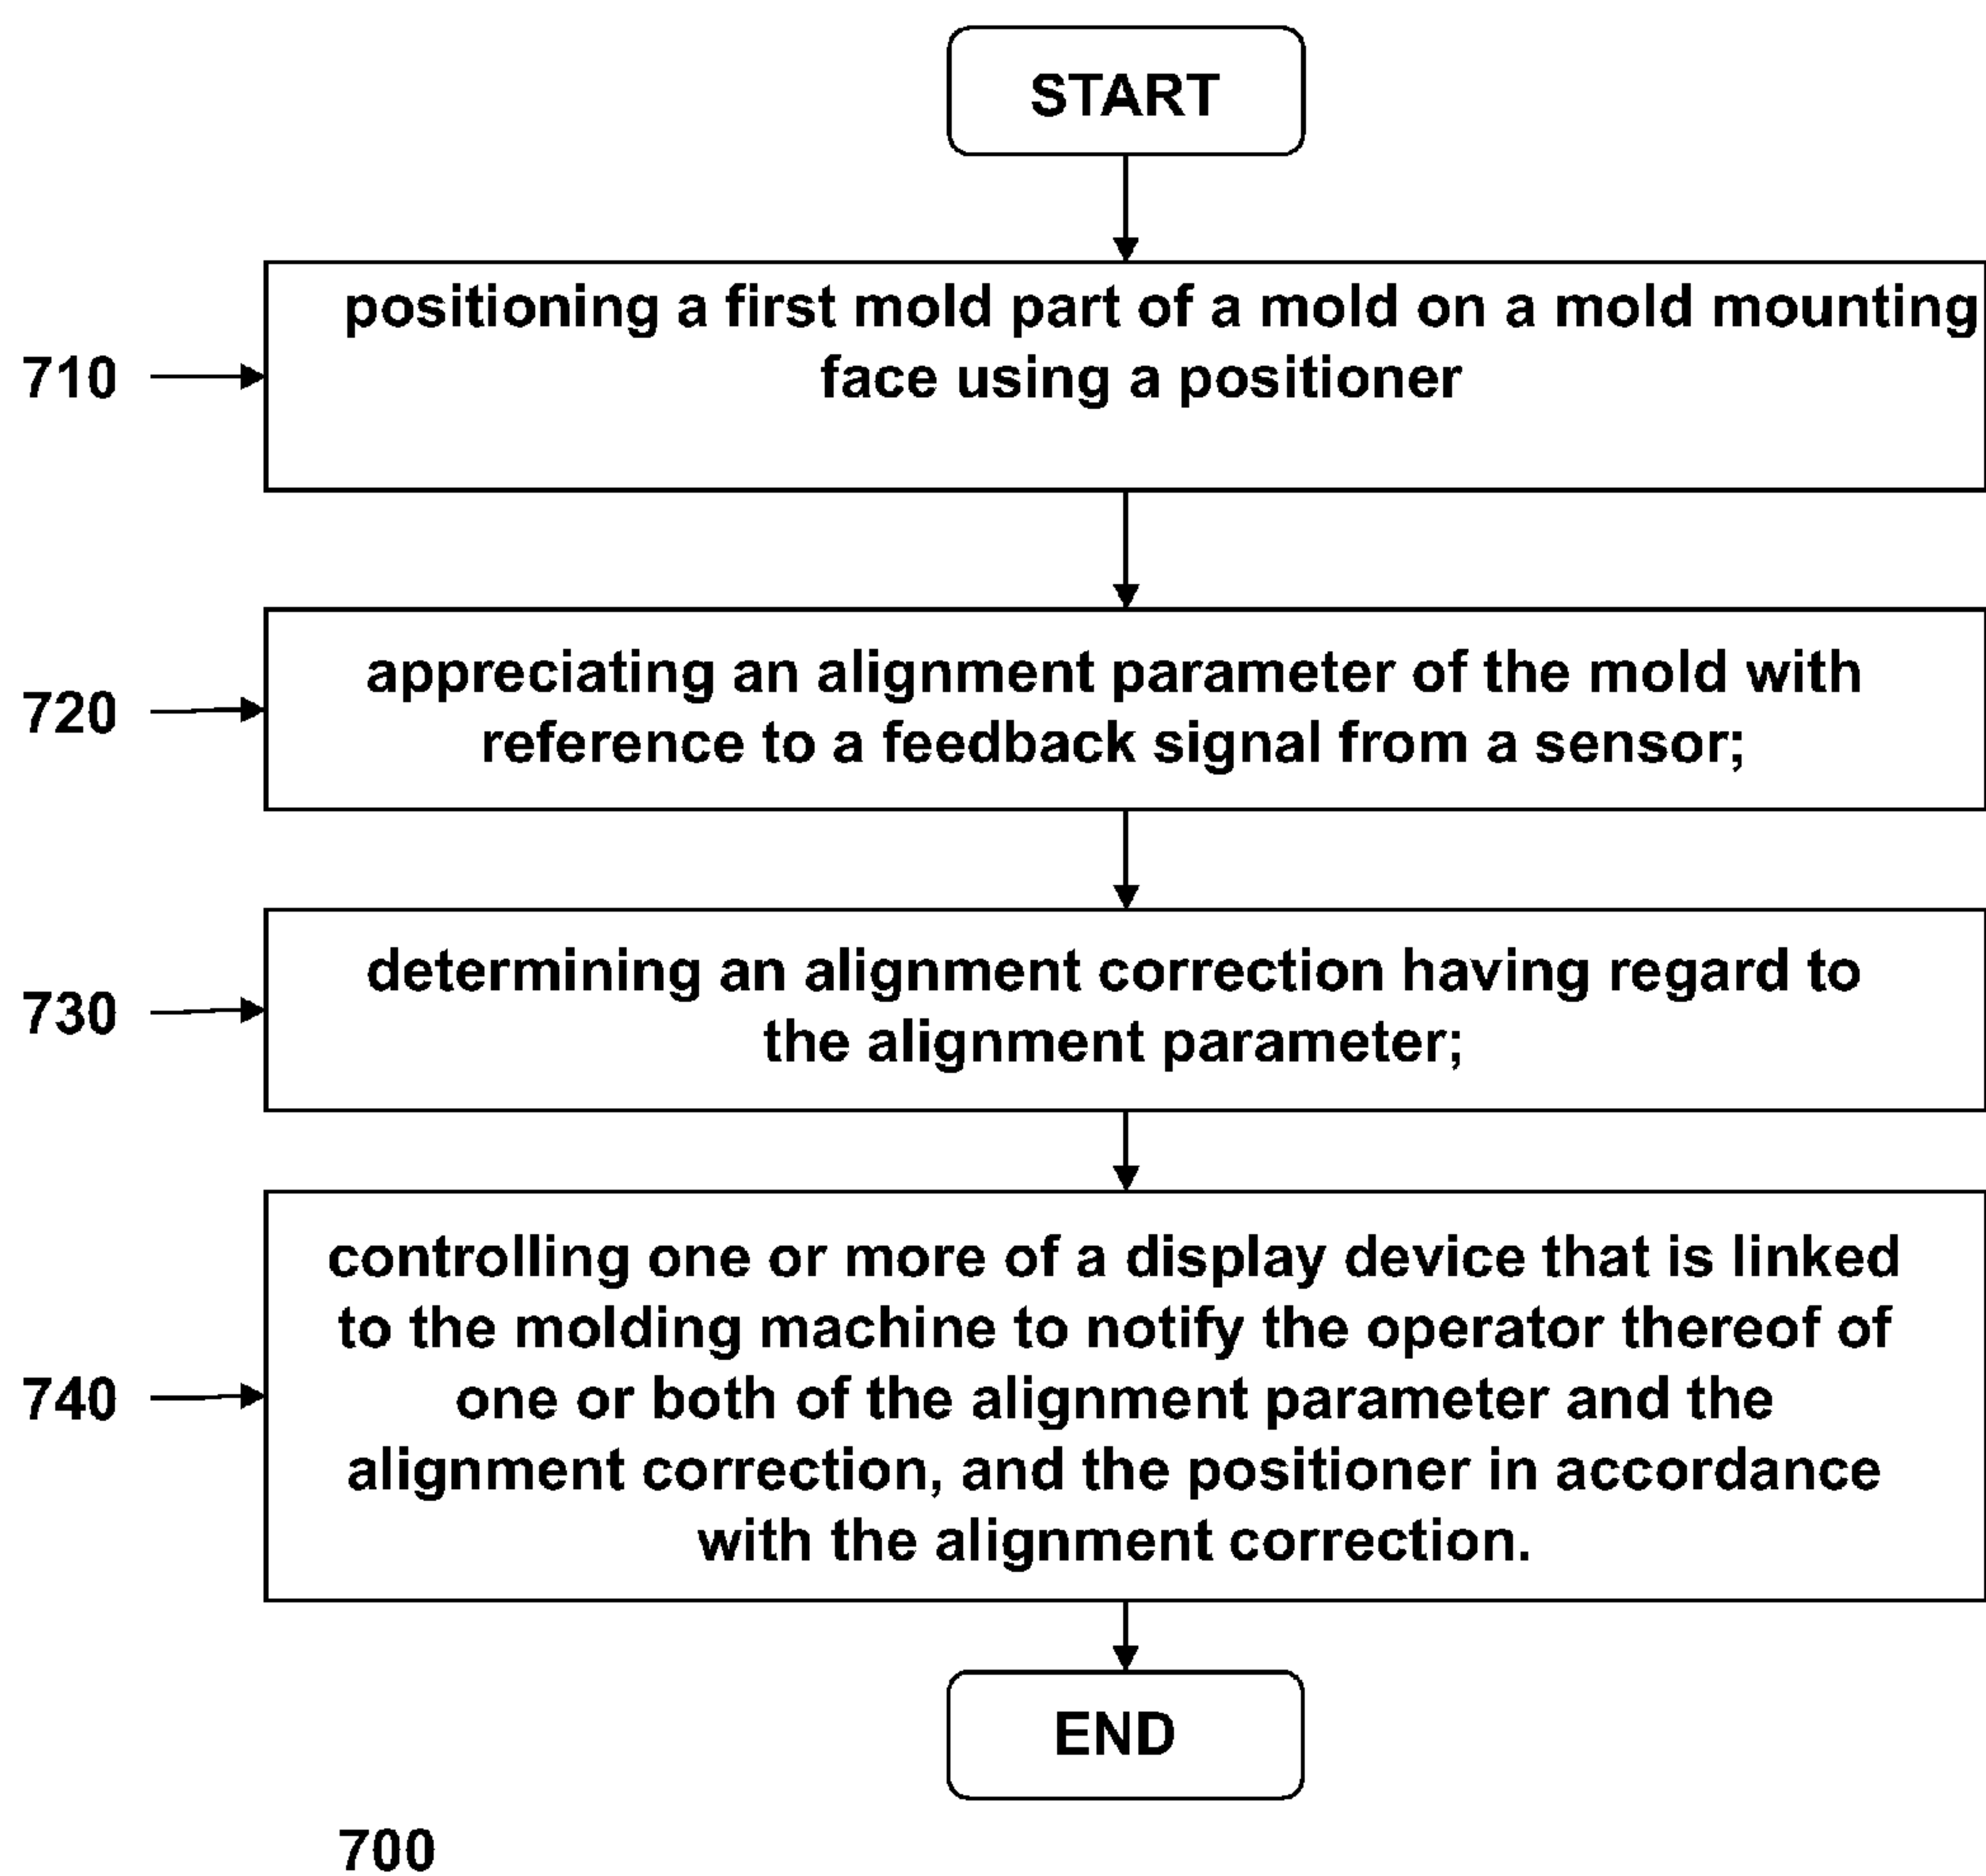 START
positioning a first mold part of a mold on a mold mounting
face using a positioner
710
appreciating an alignment parameter of the mold with
reference to a feedback signal from a sensor;
720
determining an alignment correction having regard to
the alignment parameter;
730
controlling one or more of a display device that is linked
to the molding machine to notify the operator thereof of
one or both of the alignment parameter and the
alignment correction, and the positioner in accordance
with the alignment correction.
740
END
700